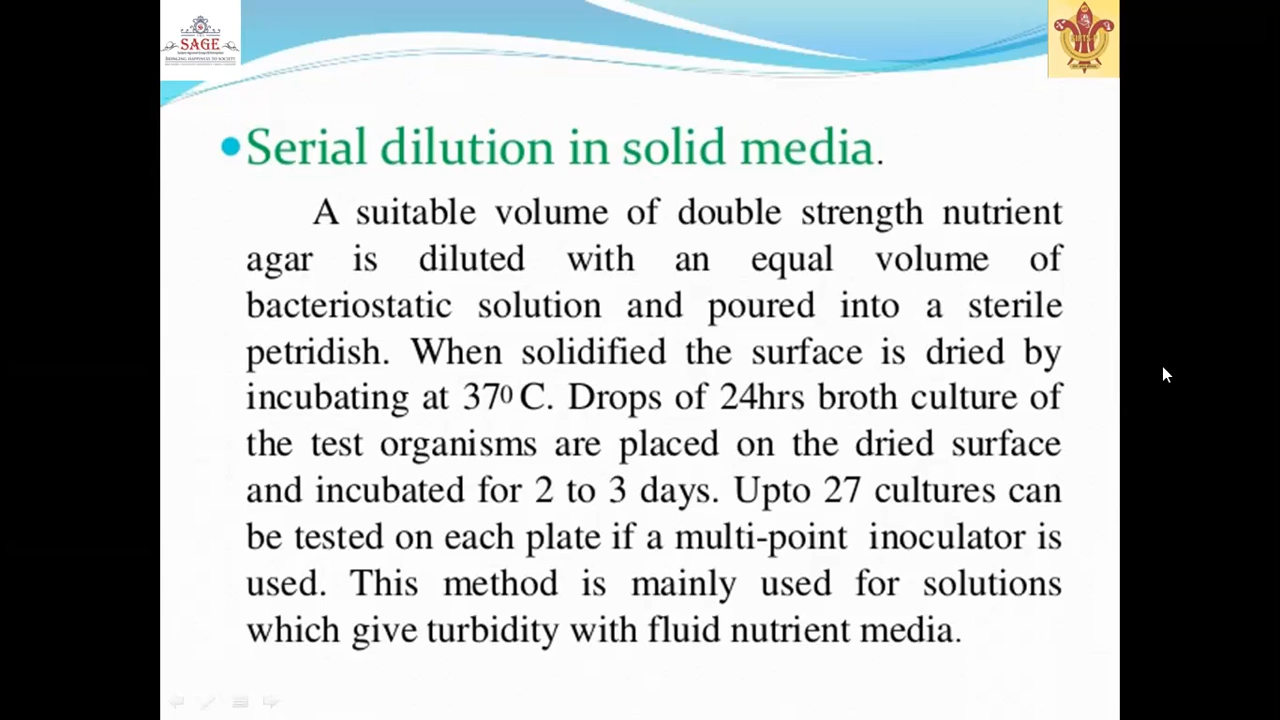 SAGE
•Serial dilution in solid media.
A suitable volume of double strength nutrient
agar is diluted with an equal volume of
bacteriostatic solution and poured into a sterile
petridish. When solidified the surface is dried by
incubating at 37⁰ C. Drops of 24hrs broth culture of
the test organisms are placed on the dried surface
and incubated for 2 to 3 days. Upto 27 cultures can
be tested on each plate if a multi-point inoculator is
used. This method is mainly used for solutions
which give turbidity with fluid nutrient media.